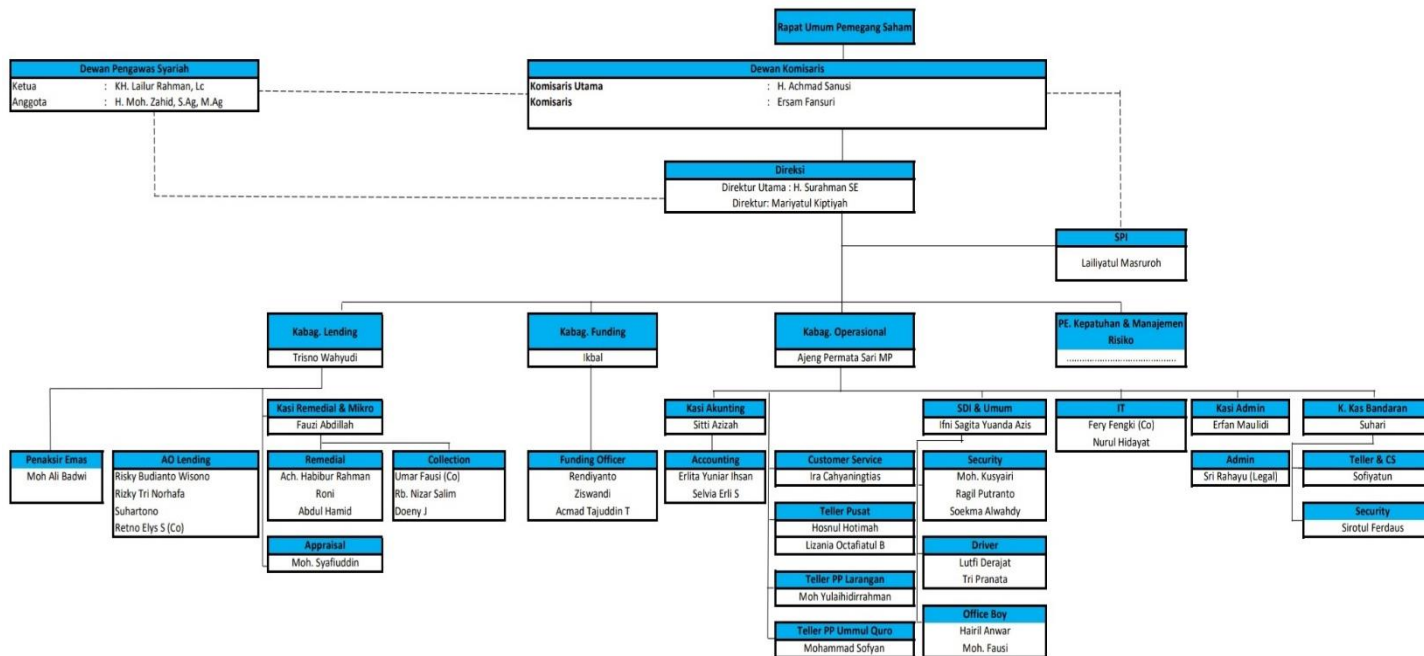 Rapat Umum Pemegang Saham
Dewan Pengawas Syariah
Ketua : KH. Lailur Rahman, Lc
Anggota : H. Moh. Zahid, S.Ag, M.Ag
Dewan Komisaris
Komisaris Utama : H. Achmad Sanusi
Komisaris : Ersam Fansuri
Direksi
Direktur Utama : H. Surahman SE
Direktur: Mariyatul Kiptiyah
SPI
Lailiyatul Masruroh
Kabag. Lending
Trisno Wahyudi
Kabag. Funding
Ikbal
Kabag. Operasional
Ajeng Permata Sari MP
PE. Kepatuhan & Manajemen
Risiko
..........................................
Kasi Remedial & Mikro
Fauzi Abdillah
Kasi Akunting
Sitti Azizah
SDI & Umum
Ifni Sagita Yuanda Azis
IT
Fery Fengki (Co)
Nurul Hidayat
Kasi Admin
Erfan Maulidi
K. Kas Bandaran
Suhari
Penaksir Emas
Moh Ali Badwi
AO Lending
Risky Budianto Wisono
Rizky Tri Norhafa
Suhartono
Retno Elys S (Co)
Remedial
Ach. Habibur Rahman
Roni
Abdul Hamid
Collection
Umar Fausi (Co)
Rb. Nizar Salim
Doeny J
Funding Officer
Rendiyanto
Ziswandi
Acmad Tajuddin T
Accounting
Erlita Yuniar Ihsan
Selvia Erli S
Customer Service
Ira Cahyaningtias
Security
Moh. Kusyairi
Ragil Putranto
Soekma Alwahdy
Admin
Sri Rahayu (Legal)
Teller & CS
Sofiyatun
Security
Sirotul Ferdaus
Teller Pusat
Hosnul Hotimah
Lizania Octafiatul B
Appraisal
Moh. Syafiuddin
Driver
Lutfi Derajat
Tri Pranata
Teller PP Larangan
Moh Yulaihidirrahman
Office Boy
Hairil Anwar
Moh. Fausi
Teller PP Ummul Quro
Mohammad Sofyan